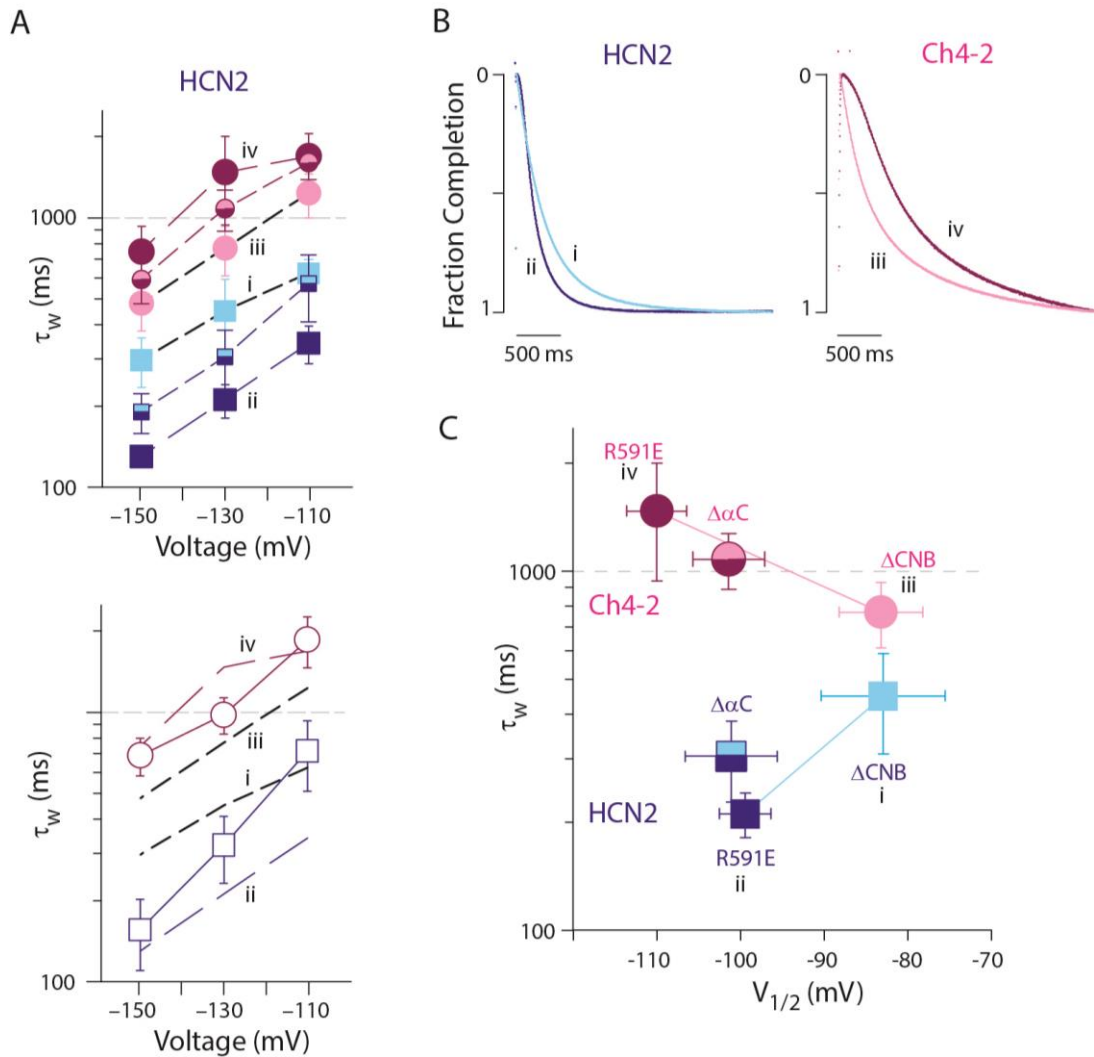 A
HCN2
iv
iii
i
ii
1000
100
τw (ms)
−150
−130
−110
Voltage (mV)
iv
iii
i
ii
100
τw (ms)
−150
−130
−110
Voltage (mV)
B
HCN2
Ch4-2
Fraction Completion
0
1
i
ii
500 ms
0
1
iv
iii
500 ms
C
R591E
iv
ΔαC
ΔCNB
iii
1000
Ch4-2
τw (ms)
ΔαC
ΔCNB
i
HCN2
R591E
ii
100
-110
-100
-90
-80
-70
V1/2 (mV)